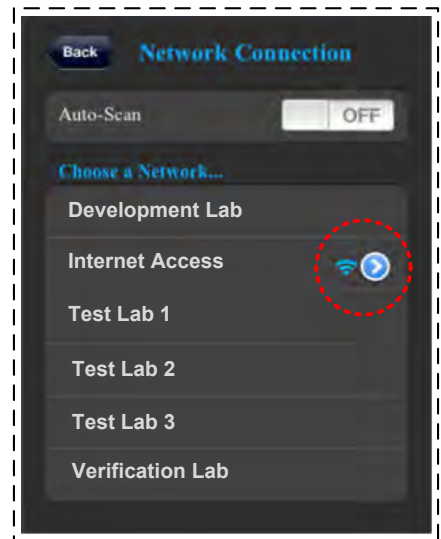 Back Network Connection
Auto-Scan OFF
Choose a Network...
Development Lab
Internet Access
Test Lab 1
Test Lab 2
Test Lab 3
Verification Lab